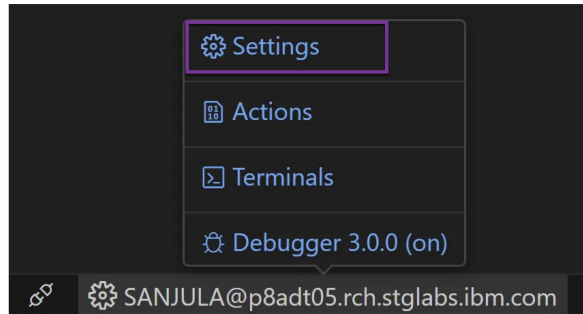 Settings
Actions
Terminals
Debugger 3.0.0 (on)
SANJULA@p8adt05.rch.stglabs.ibm.com